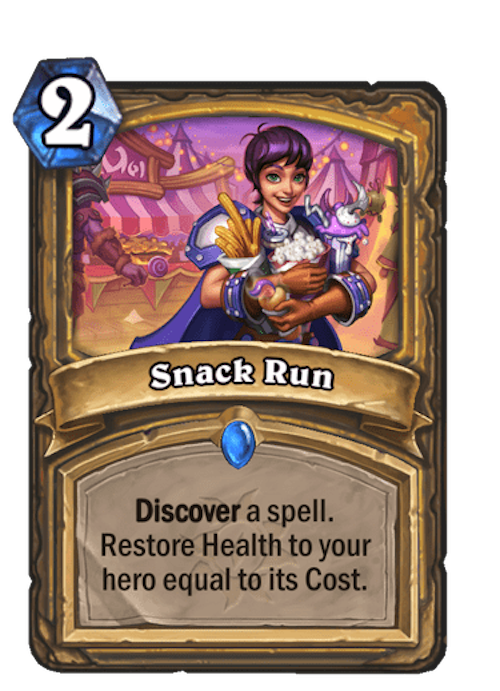 2
Snack Run
Discover a spell.
Restore Health to your
hero equal to its Cost.